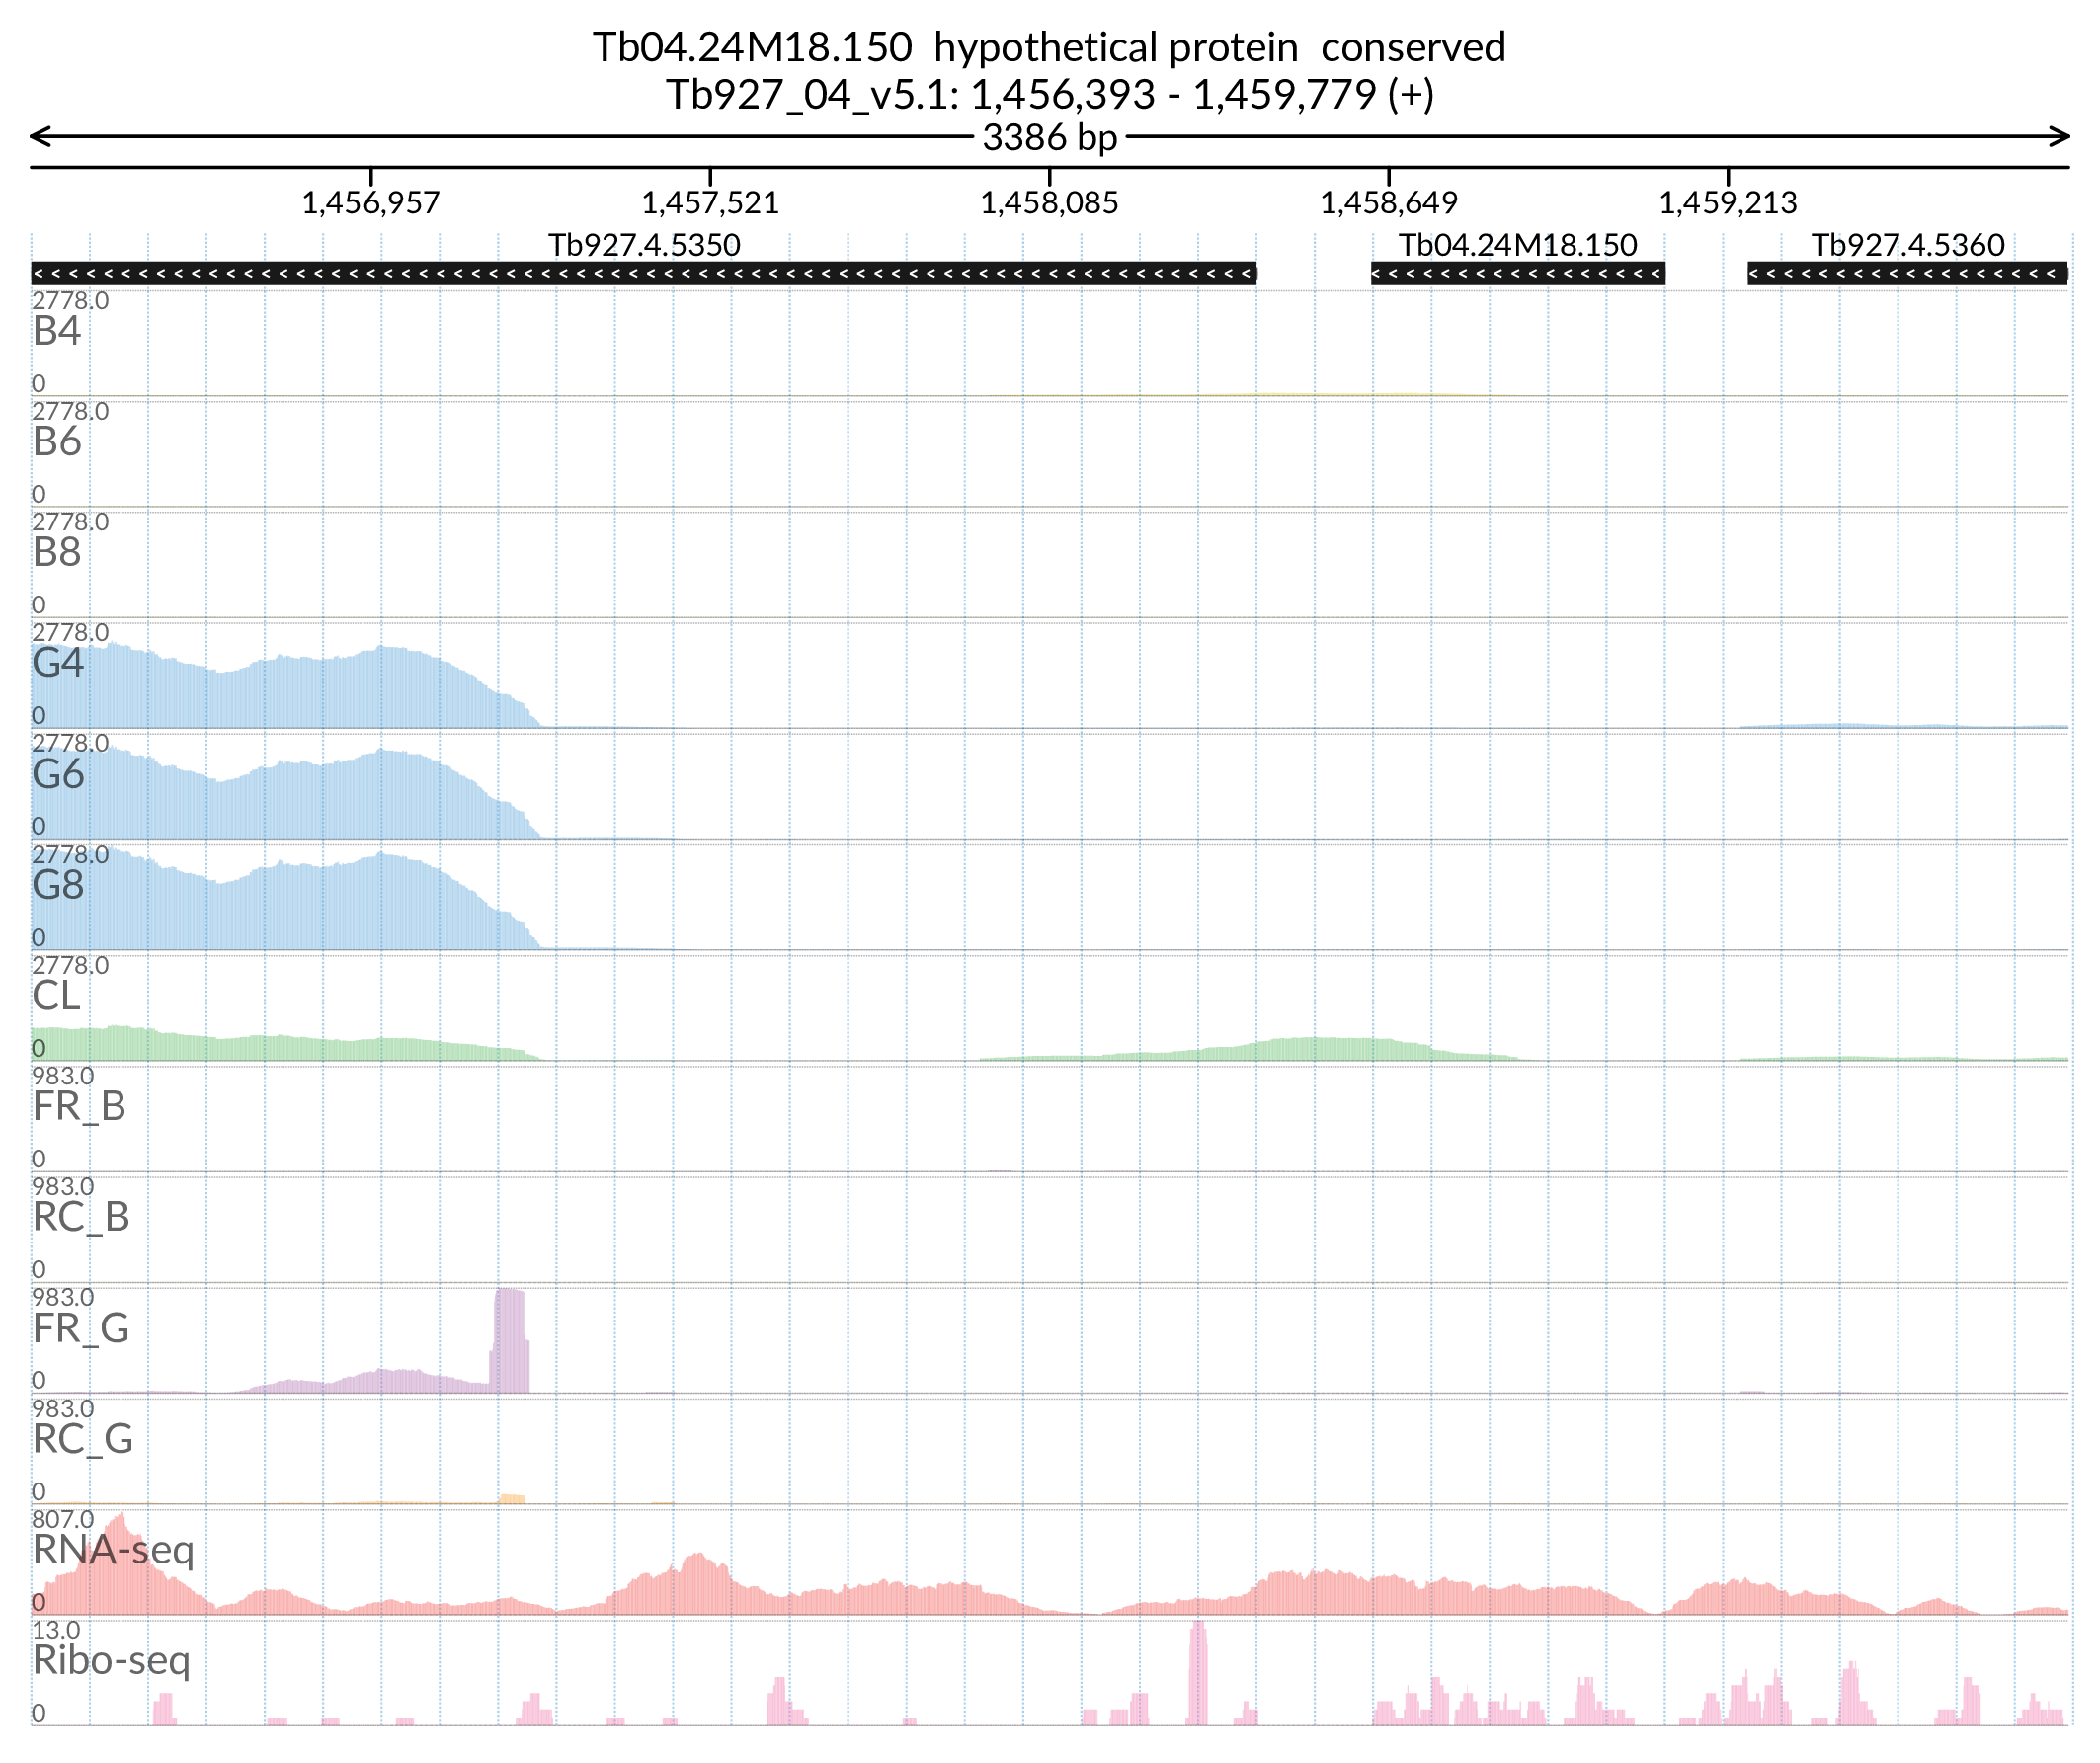 Tb04.24M18.150 hypothetical protein conserved
Tb927_04_v5.1: 1,456,393 - 1,459,779 (+)
3386 bp
1,456,957 1,457,521 1,458,085 1,458,649 1,459,213
Tb927.4.5350 Tb04.24M18.150 Tb927.4.5360
2778.0
B4
0
2778.0
B6
0
2778.0
B8
0
2778.0
G4
0
2778.0
G6
0
2778.0
G8
0
2778.0
CL
0
983.0
FR_B
0
983.0
RC_B
0
983.0
FR_G
0
983.0
RC_G
0
807.0
RNA-seq
0
13.0
Ribo-seq
0